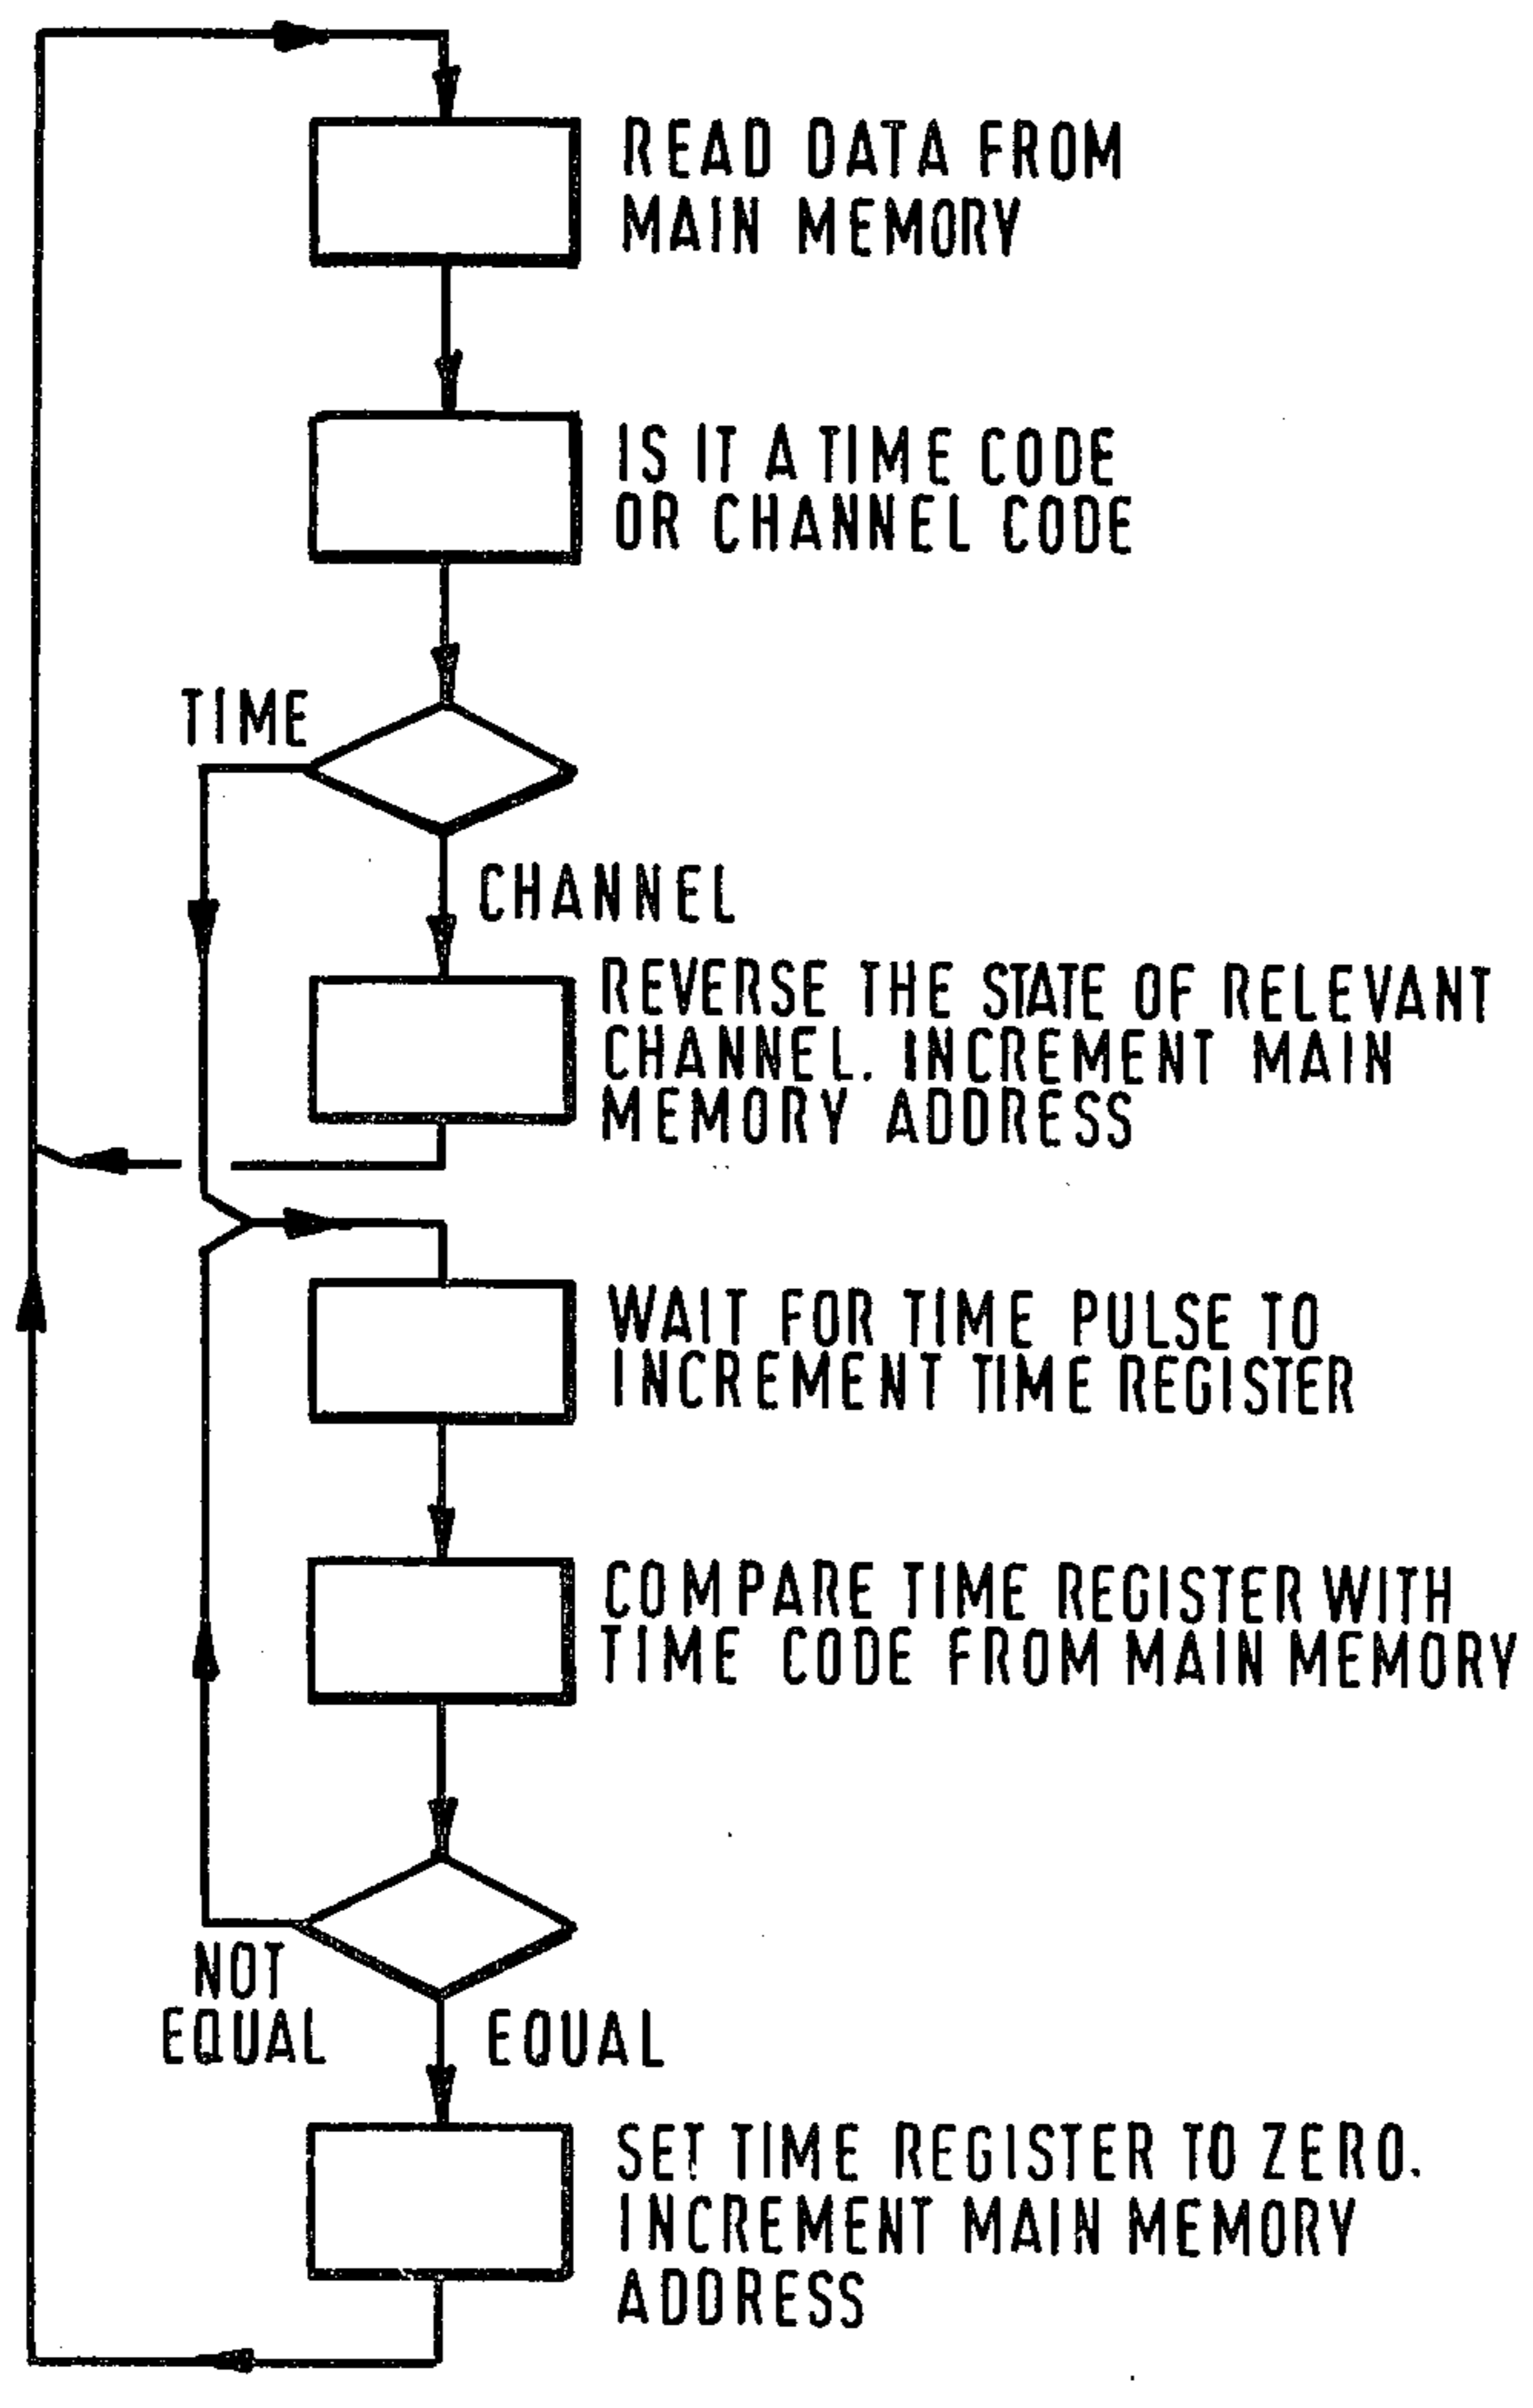 READ DATA FROM
MAIN MEMORY
IS IT A TIME CODE
OR CHANNEL CODE
TIME
CHANNEL
REVERSE THE STATE OF RELEVANT
CHANNEL. INCREMENT MAIN
MEMORY ADDRESS
WAIT FOR TIME PULSE TO
INCREMENT TIME REGISTER
COMPARE TIME REGISTER WITH
TIME CODE FROM MAIN MEMORY
NOT
EQUAL
EQUAL
SET TIME REGISTER TO ZERO.
INCREMENT MAIN MEMORY
ADDRESS